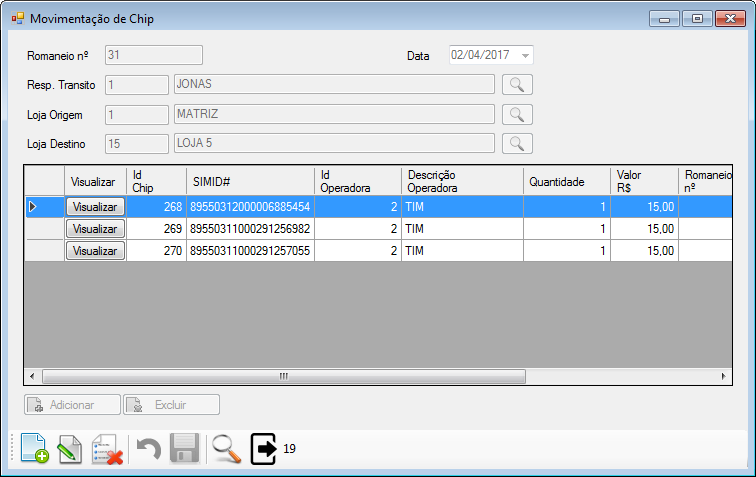 Movimentação de Chip
Romaneio nº 31 Data 02/04/2017
Resp. Transito 1 JONAS
Loja Origem 1 MATRIZ
Loja Destino 15 LOJA 5
Visualizar Id Chip SIMID# Id Operadora Descrição Operadora Quantidade Valor R$ Romaneio nº
Visualizar 268 89550312000006885454 2 TIM 1 15,00
Visualizar 269 89550311000291256982 2 TIM 1 15,00
Visualizar 270 89550311000291257055 2 TIM 1 15,00
Adicionar Excluir
19